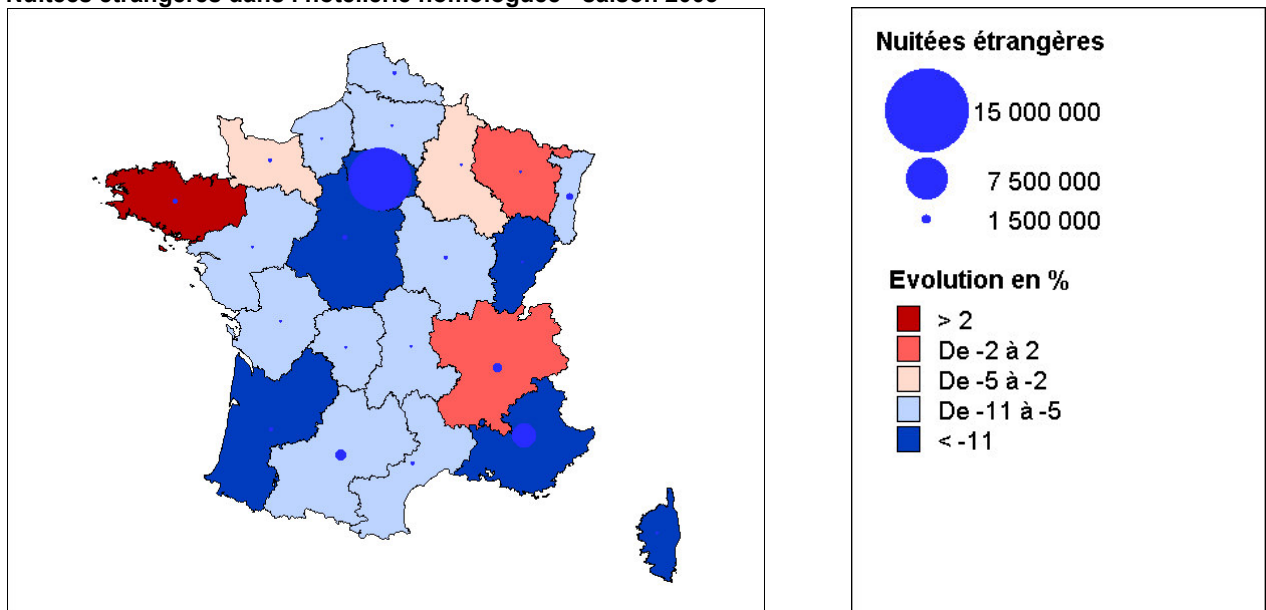 Nuitées étrangères
15 000 000
7 500 000
1 500 000
Evolution en %
> 2
De -2 à 2
De -5 à -2
De -11 à -5
< -11